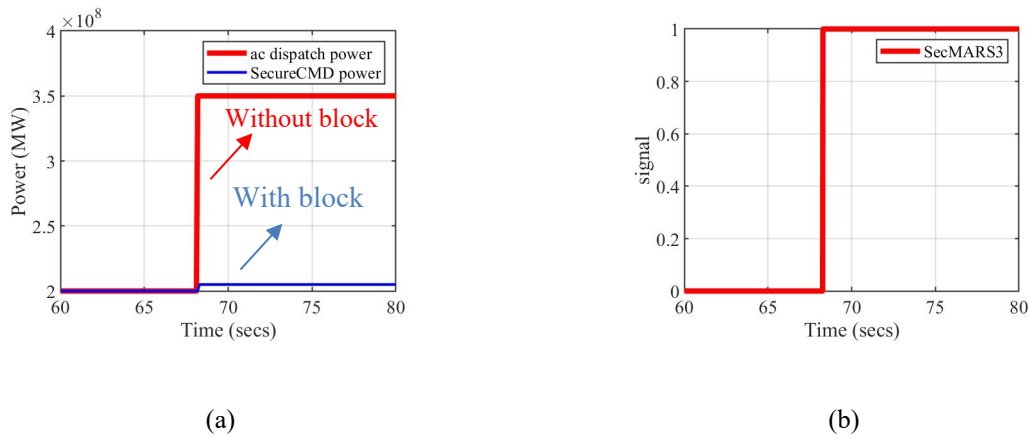 ×10⁸
4
3.5
3
2.5
2
60 65 70 75 80
Time (secs)
Power (MW)
ac dispatch power
SecureCMD power
Without block
With block
(a)
1
0.8
0.6
0.4
0.2
0
60 65 70 75 80
Time (secs)
signal
SecMARS3
(b)